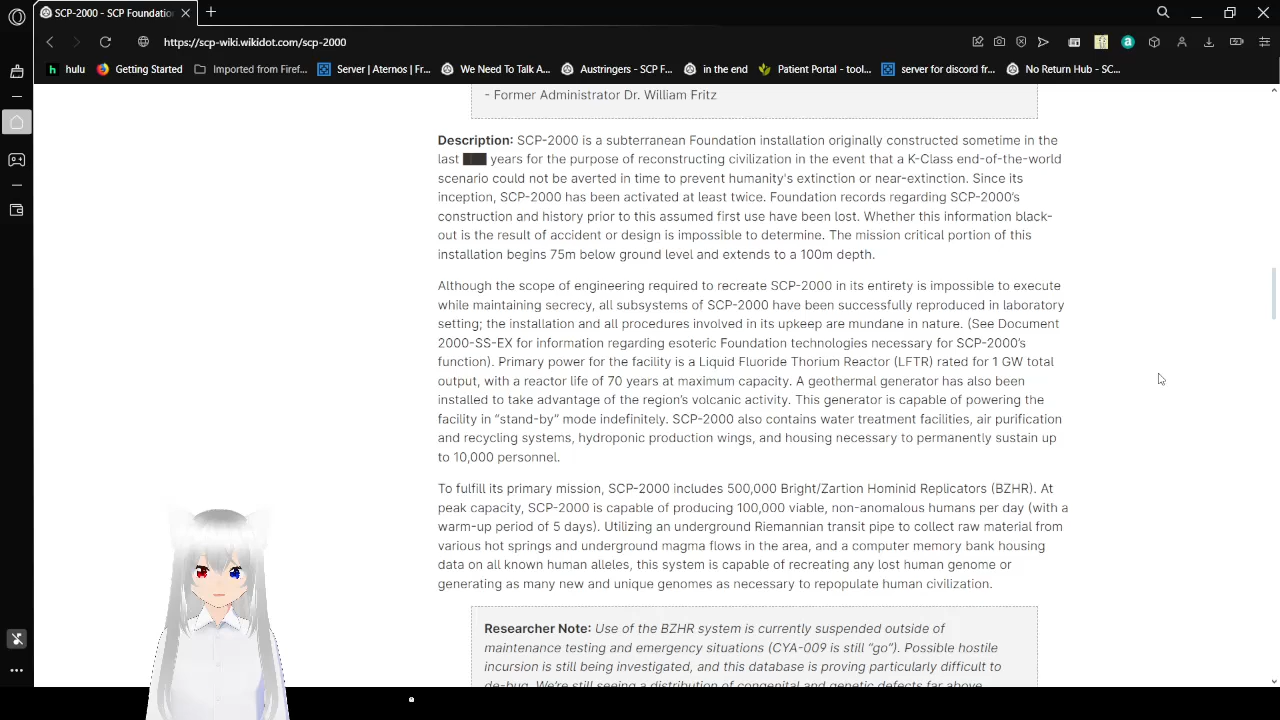 SCP-2000 - SCP Foundatio
https://scp-wiki.wikidot.com/scp-2000
hulu
Getting Started
Imported from Firef...
Server | Aternos | Fr...
We Need To Talk A...
Austringers - SCP F...
in the end
Patient Portal - tool...
server for discord fr...
No Return Hub - SC...
- Former Administrator Dr. William Fritz
Description: SCP-2000 is a subterranean Foundation installation originally constructed sometime in the
last ███ years for the purpose of reconstructing civilization in the event that a K-Class end-of-the-world
scenario could not be averted in time to prevent humanity's extinction or near-extinction. Since its
inception, SCP-2000 has been activated at least twice. Foundation records regarding SCP-2000's
construction and history prior to this assumed first use have been lost. Whether this information black-
out is the result of accident or design is impossible to determine. The mission critical portion of this
installation begins 75m below ground level and extends to a 100m depth.
Although the scope of engineering required to recreate SCP-2000 in its entirety is impossible to execute
while maintaining secrecy, all subsystems of SCP-2000 have been successfully reproduced in laboratory
setting; the installation and all procedures involved in its upkeep are mundane in nature. (See Document
2000-SS-EX for information regarding esoteric Foundation technologies necessary for SCP-2000's
function). Primary power for the facility is a Liquid Fluoride Thorium Reactor (LFTR) rated for 1 GW total
output, with a reactor life of 70 years at maximum capacity. A geothermal generator has also been
installed to take advantage of the region's volcanic activity. This generator is capable of powering the
facility in "stand-by" mode indefinitely. SCP-2000 also contains water treatment facilities, air purification
and recycling systems, hydroponic production wings, and housing necessary to permanently sustain up
to 10,000 personnel.
To fulfill its primary mission, SCP-2000 includes 500,000 Bright/Zartion Hominid Replicators (BZHR). At
peak capacity, SCP-2000 is capable of producing 100,000 viable, non-anomalous humans per day (with a
warm-up period of 5 days). Utilizing an underground Riemannian transit pipe to collect raw material from
various hot springs and underground magma flows in the area, and a computer memory bank housing
data on all known human alleles, this system is capable of recreating any lost human genome or
generating as many new and unique genomes as necessary to repopulate human civilization.
Researcher Note: Use of the BZHR system is currently suspended outside of
maintenance testing and emergency situations (CYA-009 is still "go"). Possible hostile
incursion is still being investigated, and this database is proving particularly difficult to
de-bug. We're still seeing a distribution of congenital and genetic defects far above